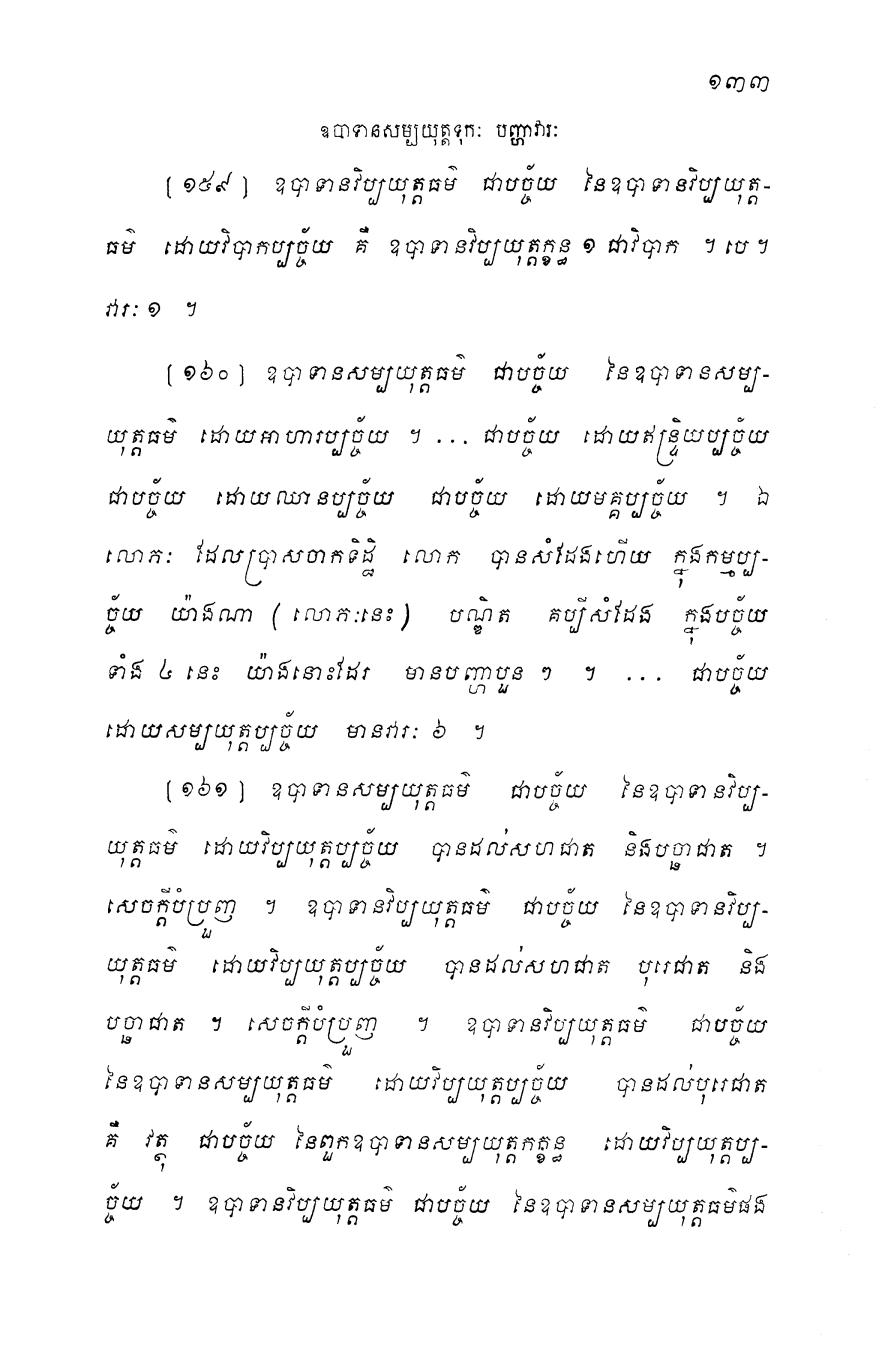 ១៣៣
ឧបាទានសម្បយុត្តទុកៈ បញ្ហាវារៈ
[ ១៥៩ ] ឧបាទានវិប្បយុត្តធម៌ ជាបច្ច័យ នៃឧបាទានវិប្បយុត្ត-
ធម៌ ដោយវិបាកប្បច្ច័យ គឺ ឧបាទានវិប្បយុត្តក្ខន្ធ ១ ជាវិបាក ។ បេ ។
វារៈ ១ ។
[ ១៦០ ] ឧបាទានសម្បយុត្តធម៌ ជាបច្ច័យ នៃឧបាទានសម្ប-
យុត្តធម៌ ដោយអាហារប្បច្ច័យ ។ ... ជាបច្ច័យ ដោយឥន្ទ្រិយប្បច្ច័យ
ជាបច្ច័យ ដោយឈានប្បច្ច័យ ជាបច្ច័យ ដោយមគ្គប្បច្ច័យ ។ ឯ
លោភៈ ដែលប្រាសចាកទិដ្ឋិ លោក បានសំដែងហើយ ក្នុងកម្មប្ប-
ច្ច័យ យ៉ាងណា ( លោភៈនេះ ) បណ្ឌិត គប្បីសំដែង ក្នុងបច្ច័យ
ទាំង ៤ នេះ យ៉ាងនោះដែរ មានបញ្ហាបួន ៗ ។ ... ជាបច្ច័យ
ដោយសម្បយុត្តប្បច្ច័យ មានវារៈ ៦ ។
[ ១៦១ ] ឧបាទានសម្បយុត្តធម៌ ជាបច្ច័យ នៃឧបាទានវិប្ប-
យុត្តធម៌ ដោយវិប្បយុត្តប្បច្ច័យ បានដល់សហជាត និងបច្ឆាជាត ។
សេចក្តីបំប្រួញ ។ ឧបាទានវិប្បយុត្តធម៌ ជាបច្ច័យ នៃឧបាទានវិប្ប-
យុត្តធម៌ ដោយវិប្បយុត្តប្បច្ច័យ បានដល់សហជាត បុរេជាត និង
បច្ឆាជាត ។ សេចក្តីបំប្រួញ ។ ឧបាទានវិប្បយុត្តធម៌ ជាបច្ច័យ
នៃឧបាទានសម្បយុត្តធម៌ ដោយវិប្បយុត្តប្បច្ច័យ បានដល់បុរេជាត
គឺ វត្ថុ ជាបច្ច័យ នៃពួកឧបាទានសម្បយុត្តកក្ខន្ធ ដោយវិប្បយុត្តប្ប-
ច្ច័យ ។ ឧបាទានវិប្បយុត្តធម៌ ជាបច្ច័យ នៃឧបាទានសម្បយុត្តធម៌ផង